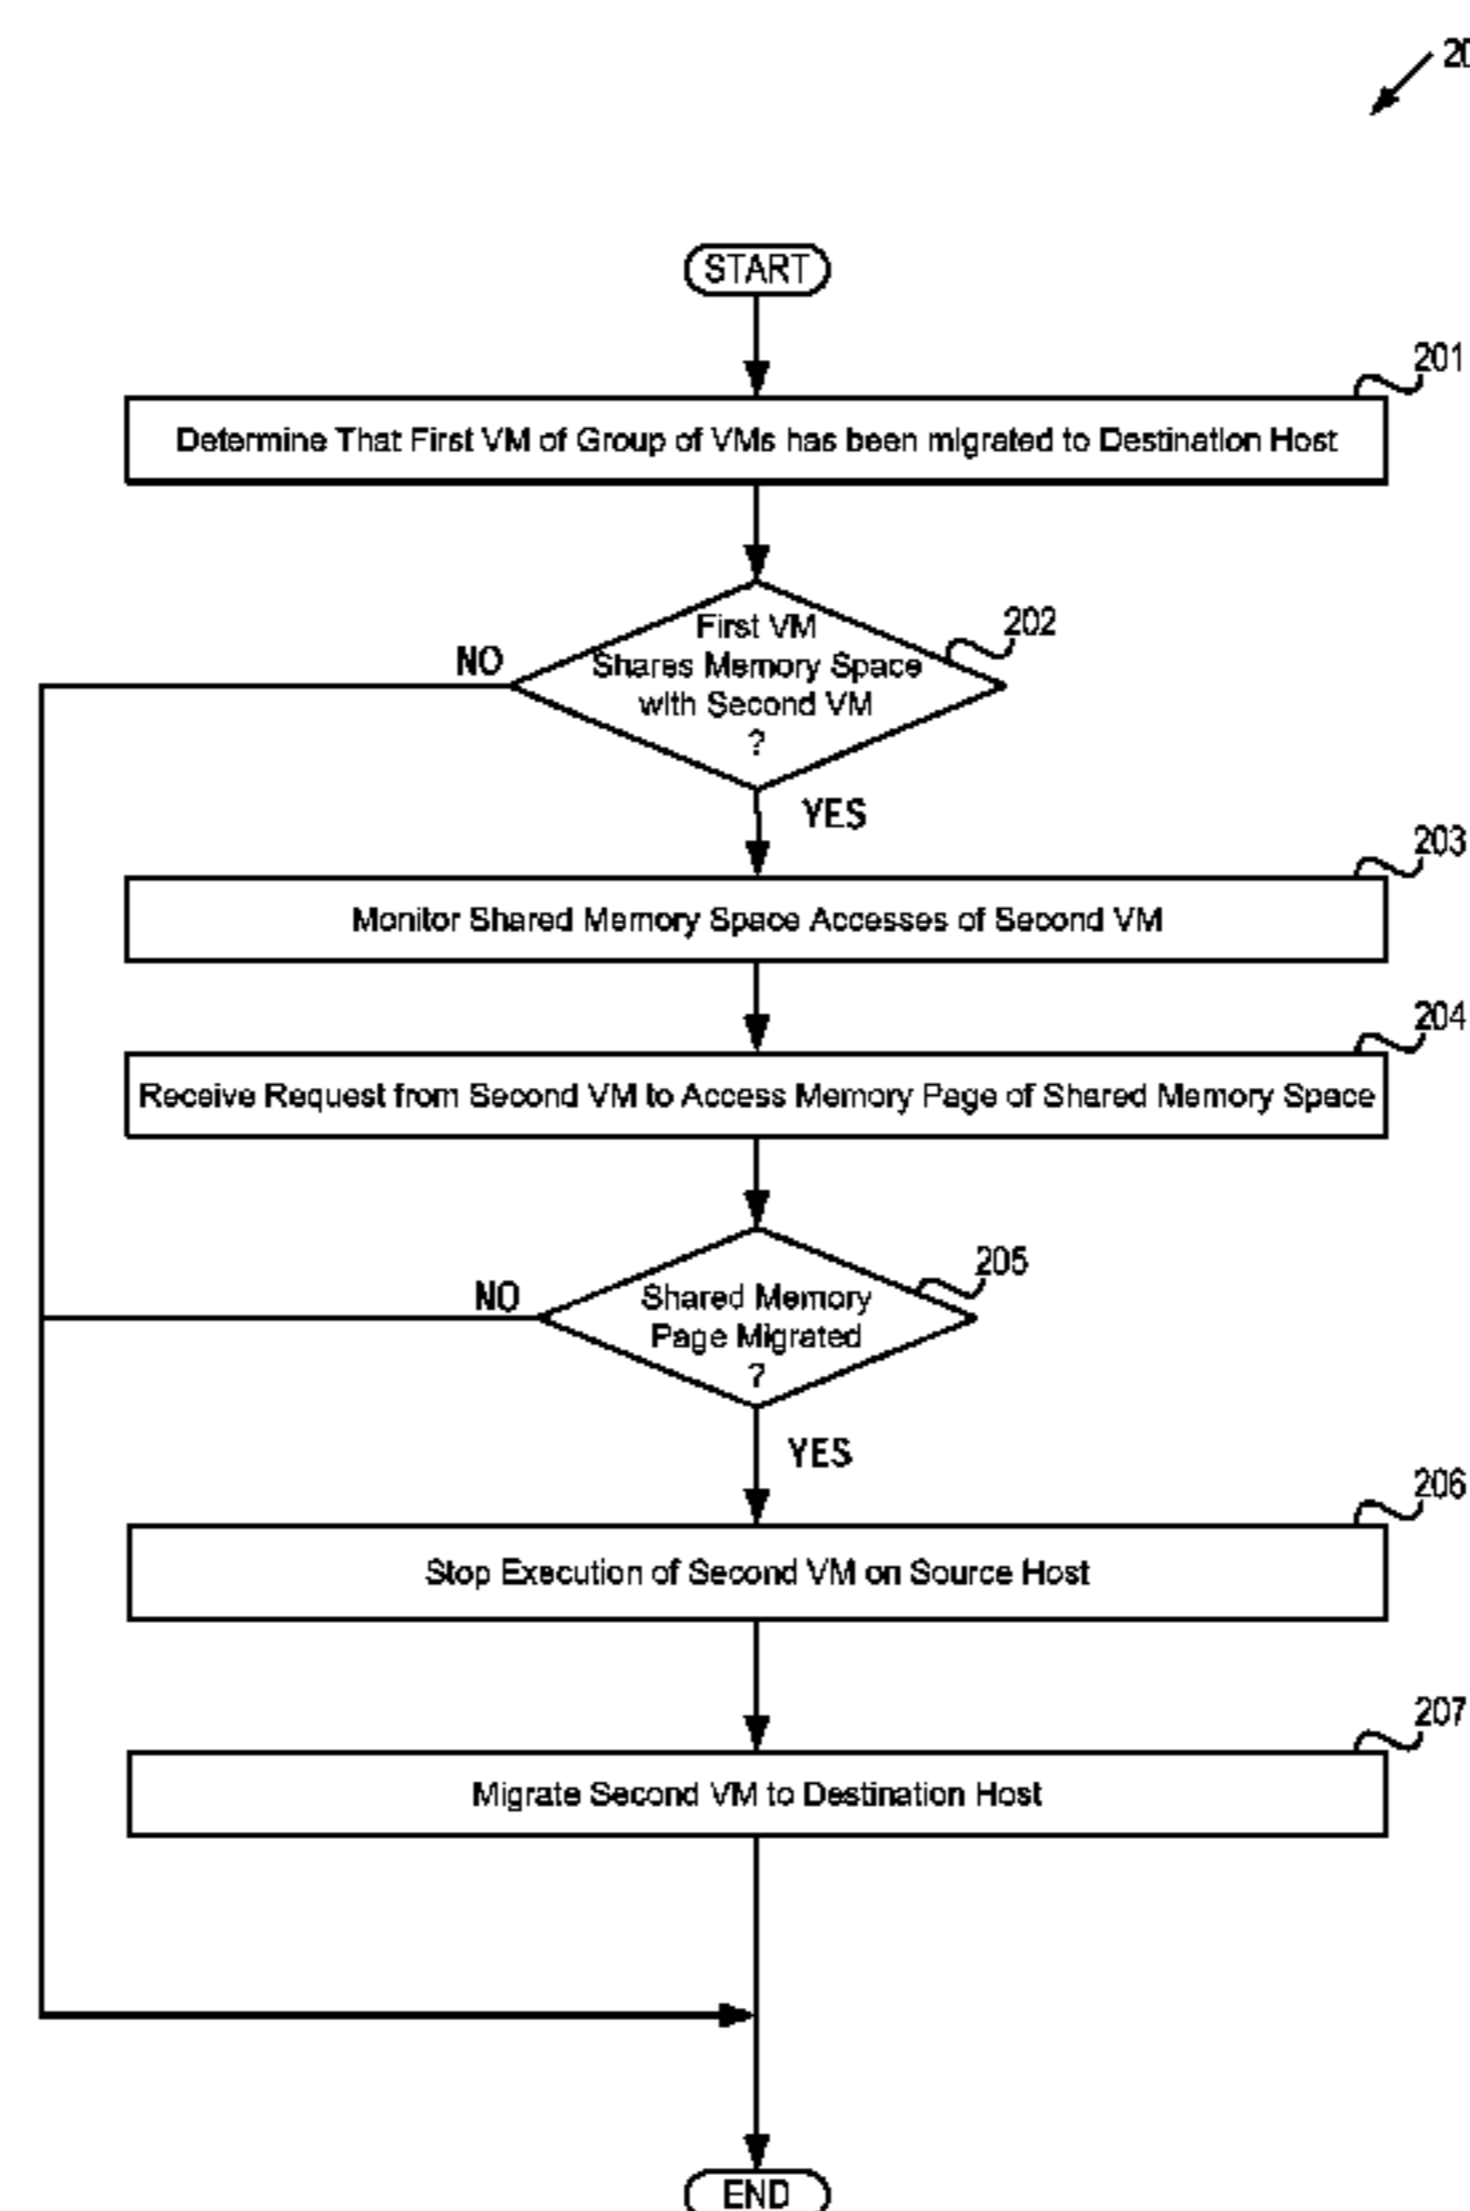 START
201
Determine That First VM of Group of VMs has been migrated to Destination Host
First VM
Shares Memory Space
with Second VM
?
202
NO
YES
203
Monitor Shared Memory Space Accesses of Second VM
204
Receive Request from Second VM to Access Memory Page of Shared Memory Space
205
Shared Memory
Page Migrated
?
NO
YES
206
Stop Execution of Second VM on Source Host
207
Migrate Second VM to Destination Host
END